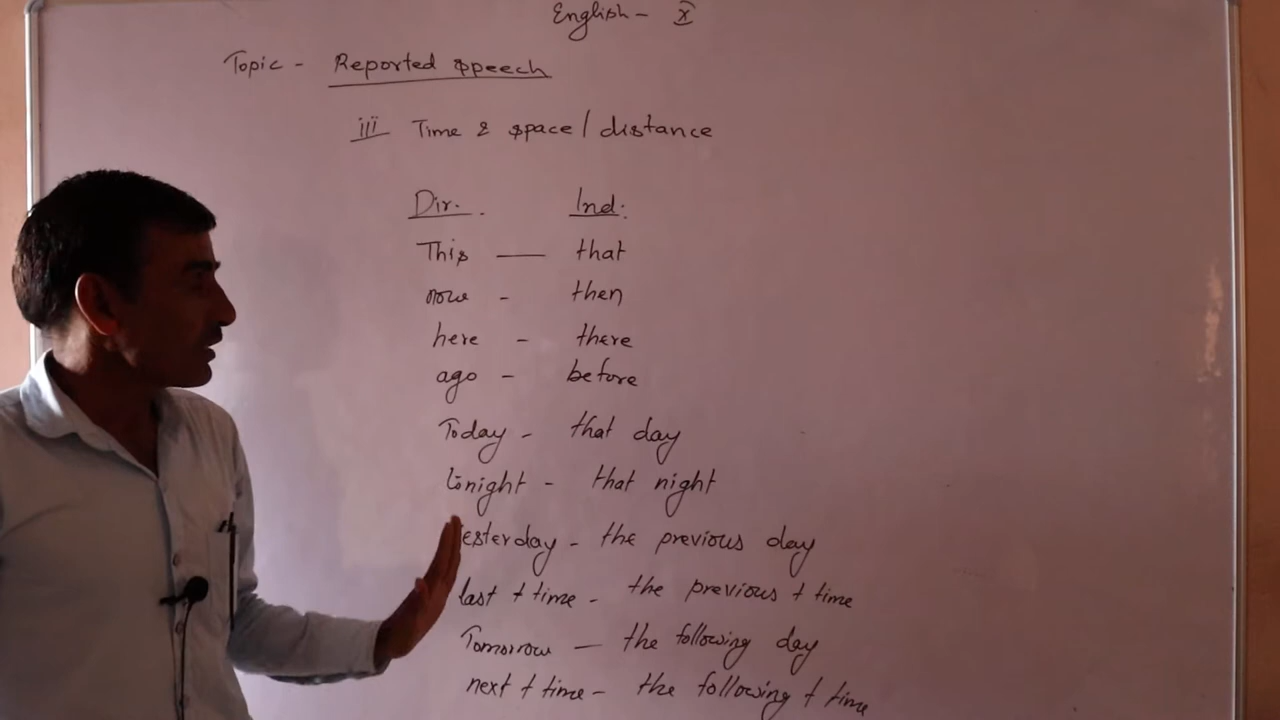 English - X
Topic - Reported speech
iii Time & space / distance
Dir. Ind.
This — that
now - then
here - there
ago - before
Today - that day
tonight - that night
yesterday - the previous day
last + time - the previous + time
Tomorrow — the following day
next + time - the following + time